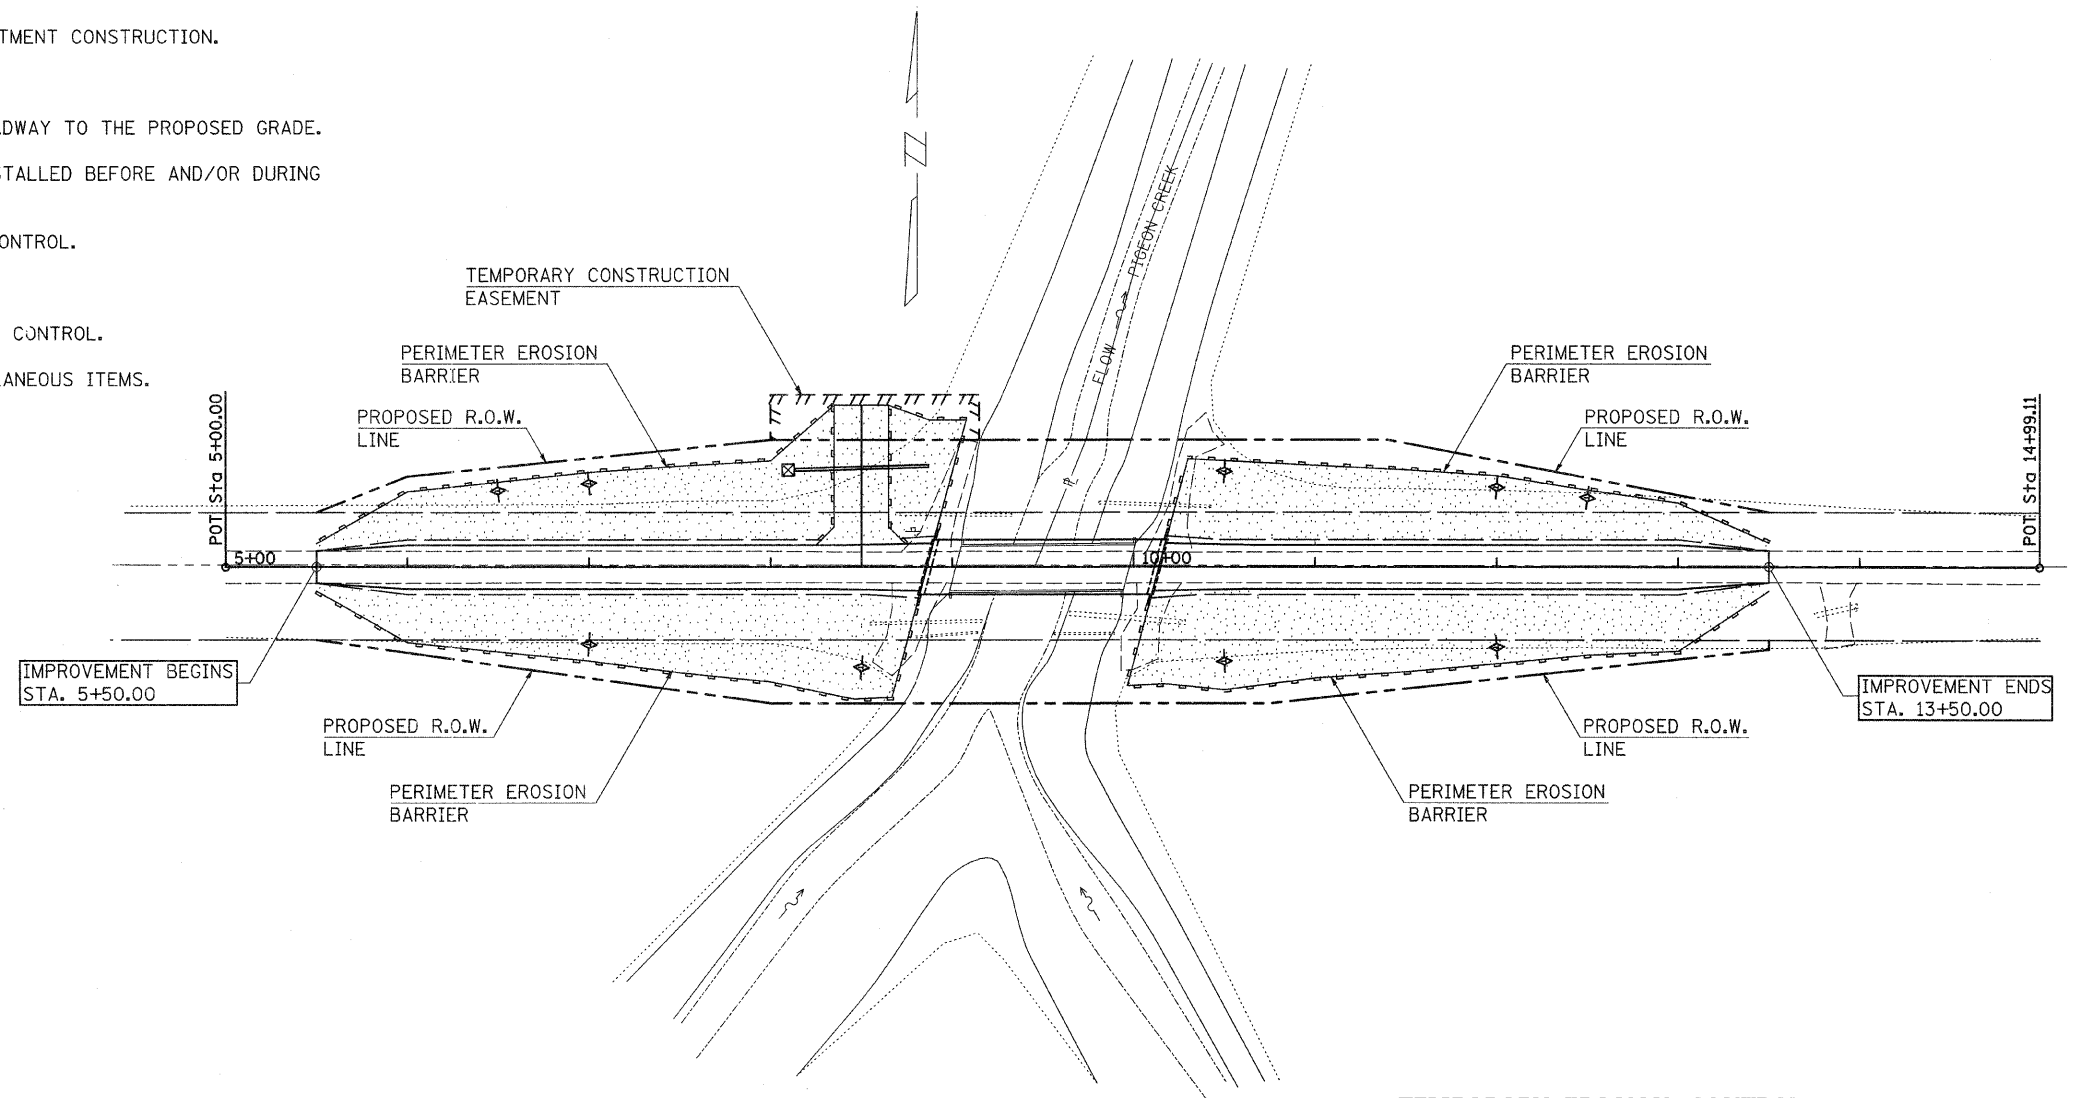 TMENT CONSTRUCTION.
DWAY TO THE PROPOSED GRADE.
STALLED BEFORE AND/OR DURING
ONTROL.
CONTROL.
ANEOUS ITEMS.
N
TEMPORARY CONSTRUCTION
EASEMENT
PERIMETER EROSION
BARRIER
PROPOSED R.O.W.
LINE
FLOW
PIGEON CREEK
PERIMETER EROSION
BARRIER
PROPOSED R.O.W.
LINE
POT Sta 5+00.00
POT Sta 14+99.11
5+00
10+00
IMPROVEMENT BEGINS
STA. 5+50.00
IMPROVEMENT ENDS
STA. 13+50.00
PROPOSED R.O.W.
LINE
PROPOSED R.O.W.
LINE
PERIMETER EROSION
BARRIER
PERIMETER EROSION
BARRIER